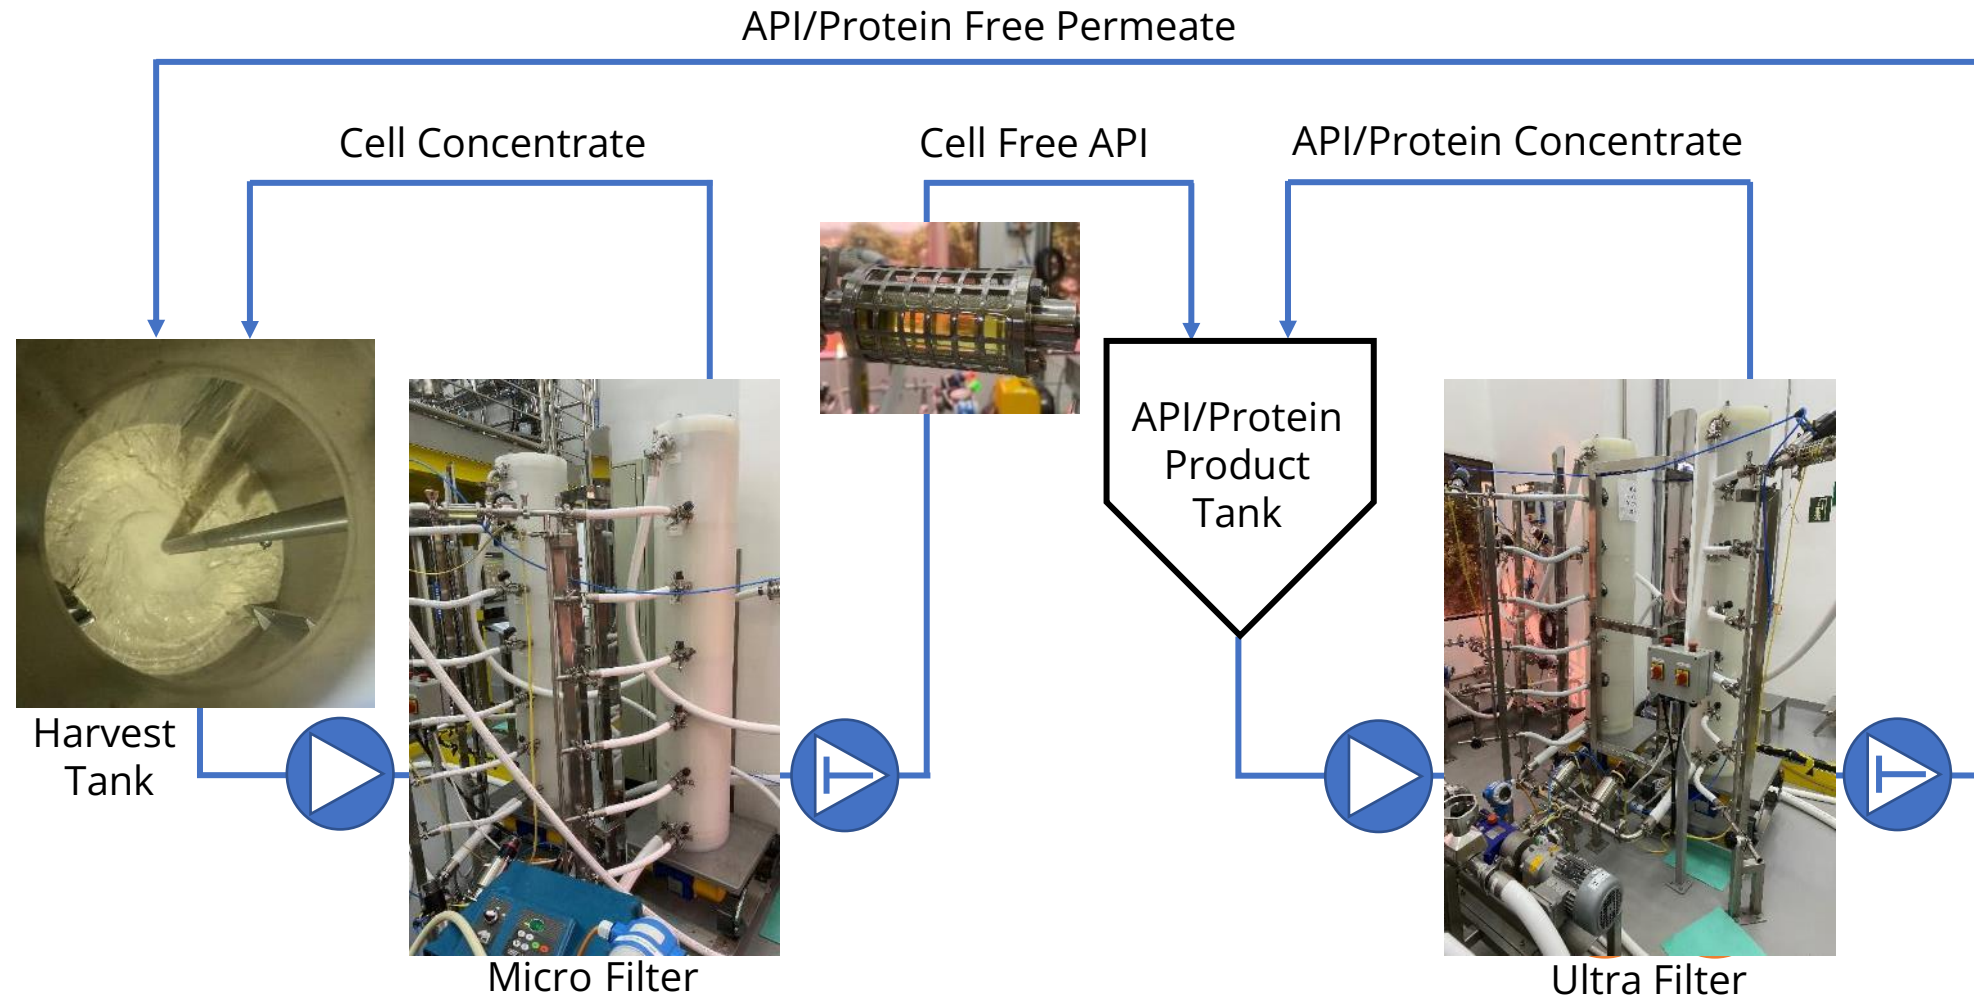 API/Protein Free Permeate
Cell Concentrate
Cell Free API
API/Protein Concentrate
API/Protein
Product
Tank
Harvest
Tank
Micro Filter
Ultra Filter